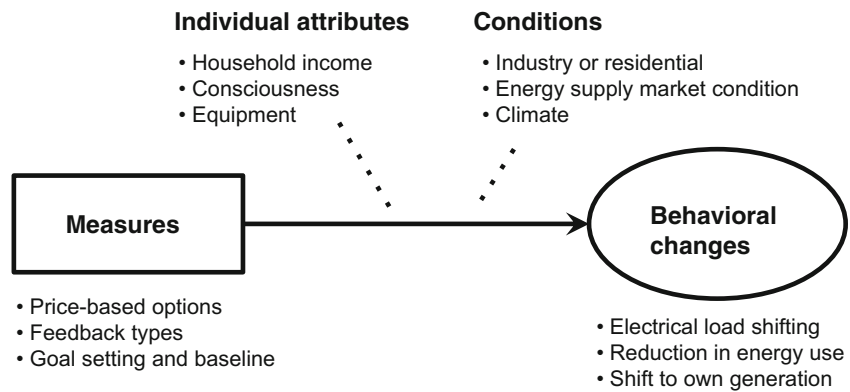 Individual attributes
• Household income
• Consciousness
• Equipment
Conditions
• Industry or residential
• Energy supply market condition
• Climate
Measures
• Price-based options
• Feedback types
• Goal setting and baseline
Behavioral
changes
• Electrical load shifting
• Reduction in energy use
• Shift to own generation